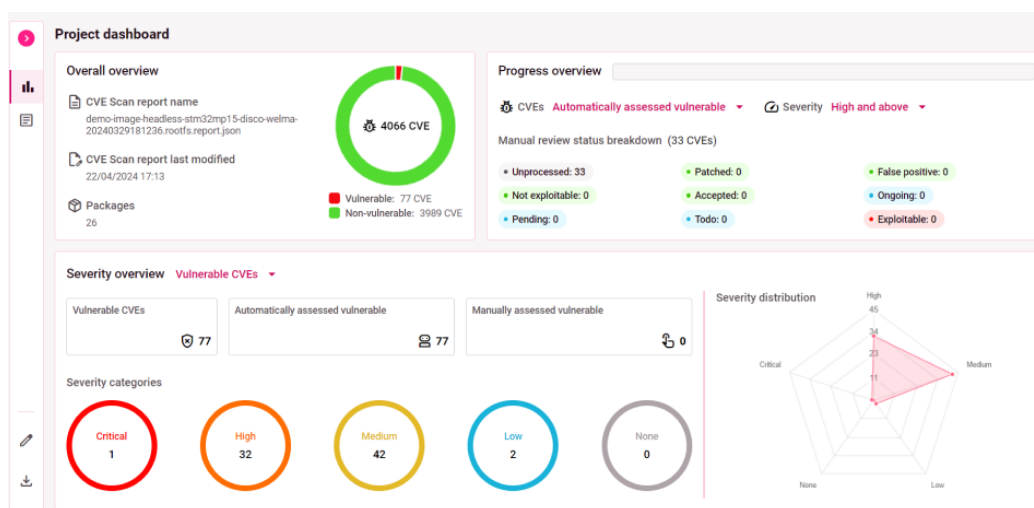 Project dashboard
Overall overview
CVE Scan report name
demo-image-headless-stm32mp15-disco-welma-
20240329181236.rootfs.report.json
CVE Scan report last modified
22/04/2024 17:13
Packages
26
4066 CVE
Vulnerable: 77 CVE
Non-vulnerable: 3989 CVE
Progress overview
CVEs Automatically assessed vulnerable
Severity High and above
Manual review status breakdown (33 CVEs)
Unprocessed: 33
Patched: 0
False positive: 0
Not exploitable: 0
Accepted: 0
Ongoing: 0
Pending: 0
Todo: 0
Exploitable: 0
Severity overview Vulnerable CVEs
Vulnerable CVEs
77
Automatically assessed vulnerable
77
Manually assessed vulnerable
0
Severity categories
Critical
1
High
32
Medium
42
Low
2
None
0
Severity distribution
High
45
34
23
11
Critical
Medium
None
Low